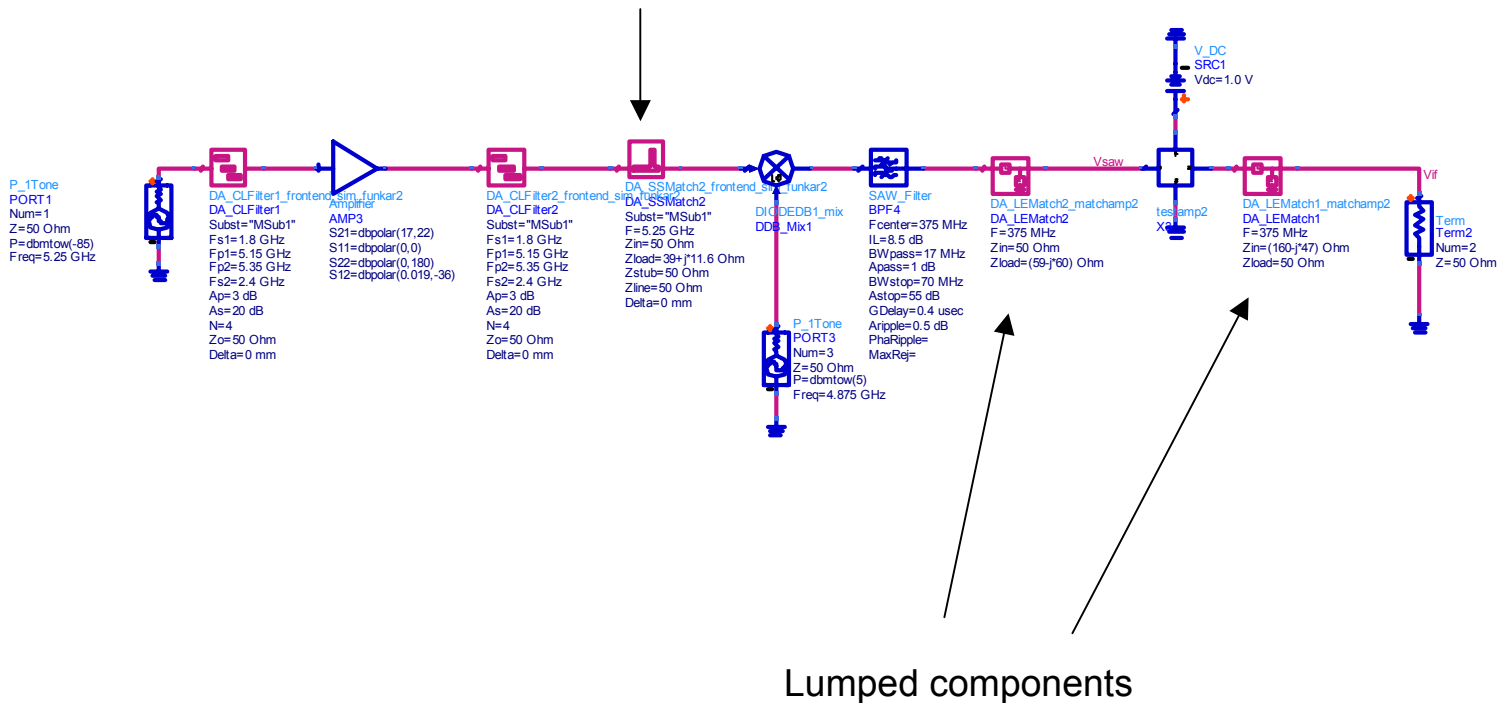 P_1Tone
PORT1
Num=1
Z=50 Ohm
P=dbmtow(-85)
Freq=5.25 GHz
DA_CLFilter1_frontend_sim_funkar2
DA_CLFilter1
Subst="MSub1"
Fs1=1.8 GHz
Fp1=5.15 GHz
Fp2=5.35 GHz
Fs2=2.4 GHz
Ap=3 dB
As=20 dB
N=4
Zo=50 Ohm
Delta=0 mm
Amplifier
AMP3
S21=dbpolar(17,22)
S11=dbpolar(0,0)
S22=dbpolar(0,180)
S12=dbpolar(0.019,-36)
DA_CLFilter2_frontend_sim_funkar2
DA_CLFilter2
Subst="MSub1"
Fs1=1.8 GHz
Fp1=5.15 GHz
Fp2=5.35 GHz
Fs2=2.4 GHz
Ap=3 dB
As=20 dB
N=4
Zo=50 Ohm
Delta=0 mm
DA_SSMatch2_frontend_sim_funkar2
DA_SSMatch2
Subst="MSub1"
F=5.25 GHz
Zin=50 Ohm
Zload=39+j*11.6 Ohm
Zstub=50 Ohm
Zline=50 Ohm
Delta=0 mm
LO
DIODEDB1_mix
DDB_Mix1
P_1Tone
PORT3
Num=3
Z=50 Ohm
P=dbmtow(5)
Freq=4.875 GHz
SAW_Filter
BPF4
Fcenter=375 MHz
IL=8.5 dB
BWpass=17 MHz
Apass=1 dB
BWstop=70 MHz
Astop=55 dB
GDelay=0.4 usec
Aripple=0.5 dB
PhaRipple=
MaxRej=
DA_LEMatch2_matchamp2
DA_LEMatch2
F=375 MHz
Zin=50 Ohm
Zload=(59-j*60) Ohm
Vsaw
V_DC
SRC1
Vdc=1.0 V
testamp2
DA_LEMatch1_matchamp2
DA_LEMatch1
F=375 MHz
Zin=(160-j*47) Ohm
Zload=50 Ohm
Vif
Term
Term2
Num=2
Z=50 Ohm
Lumped components